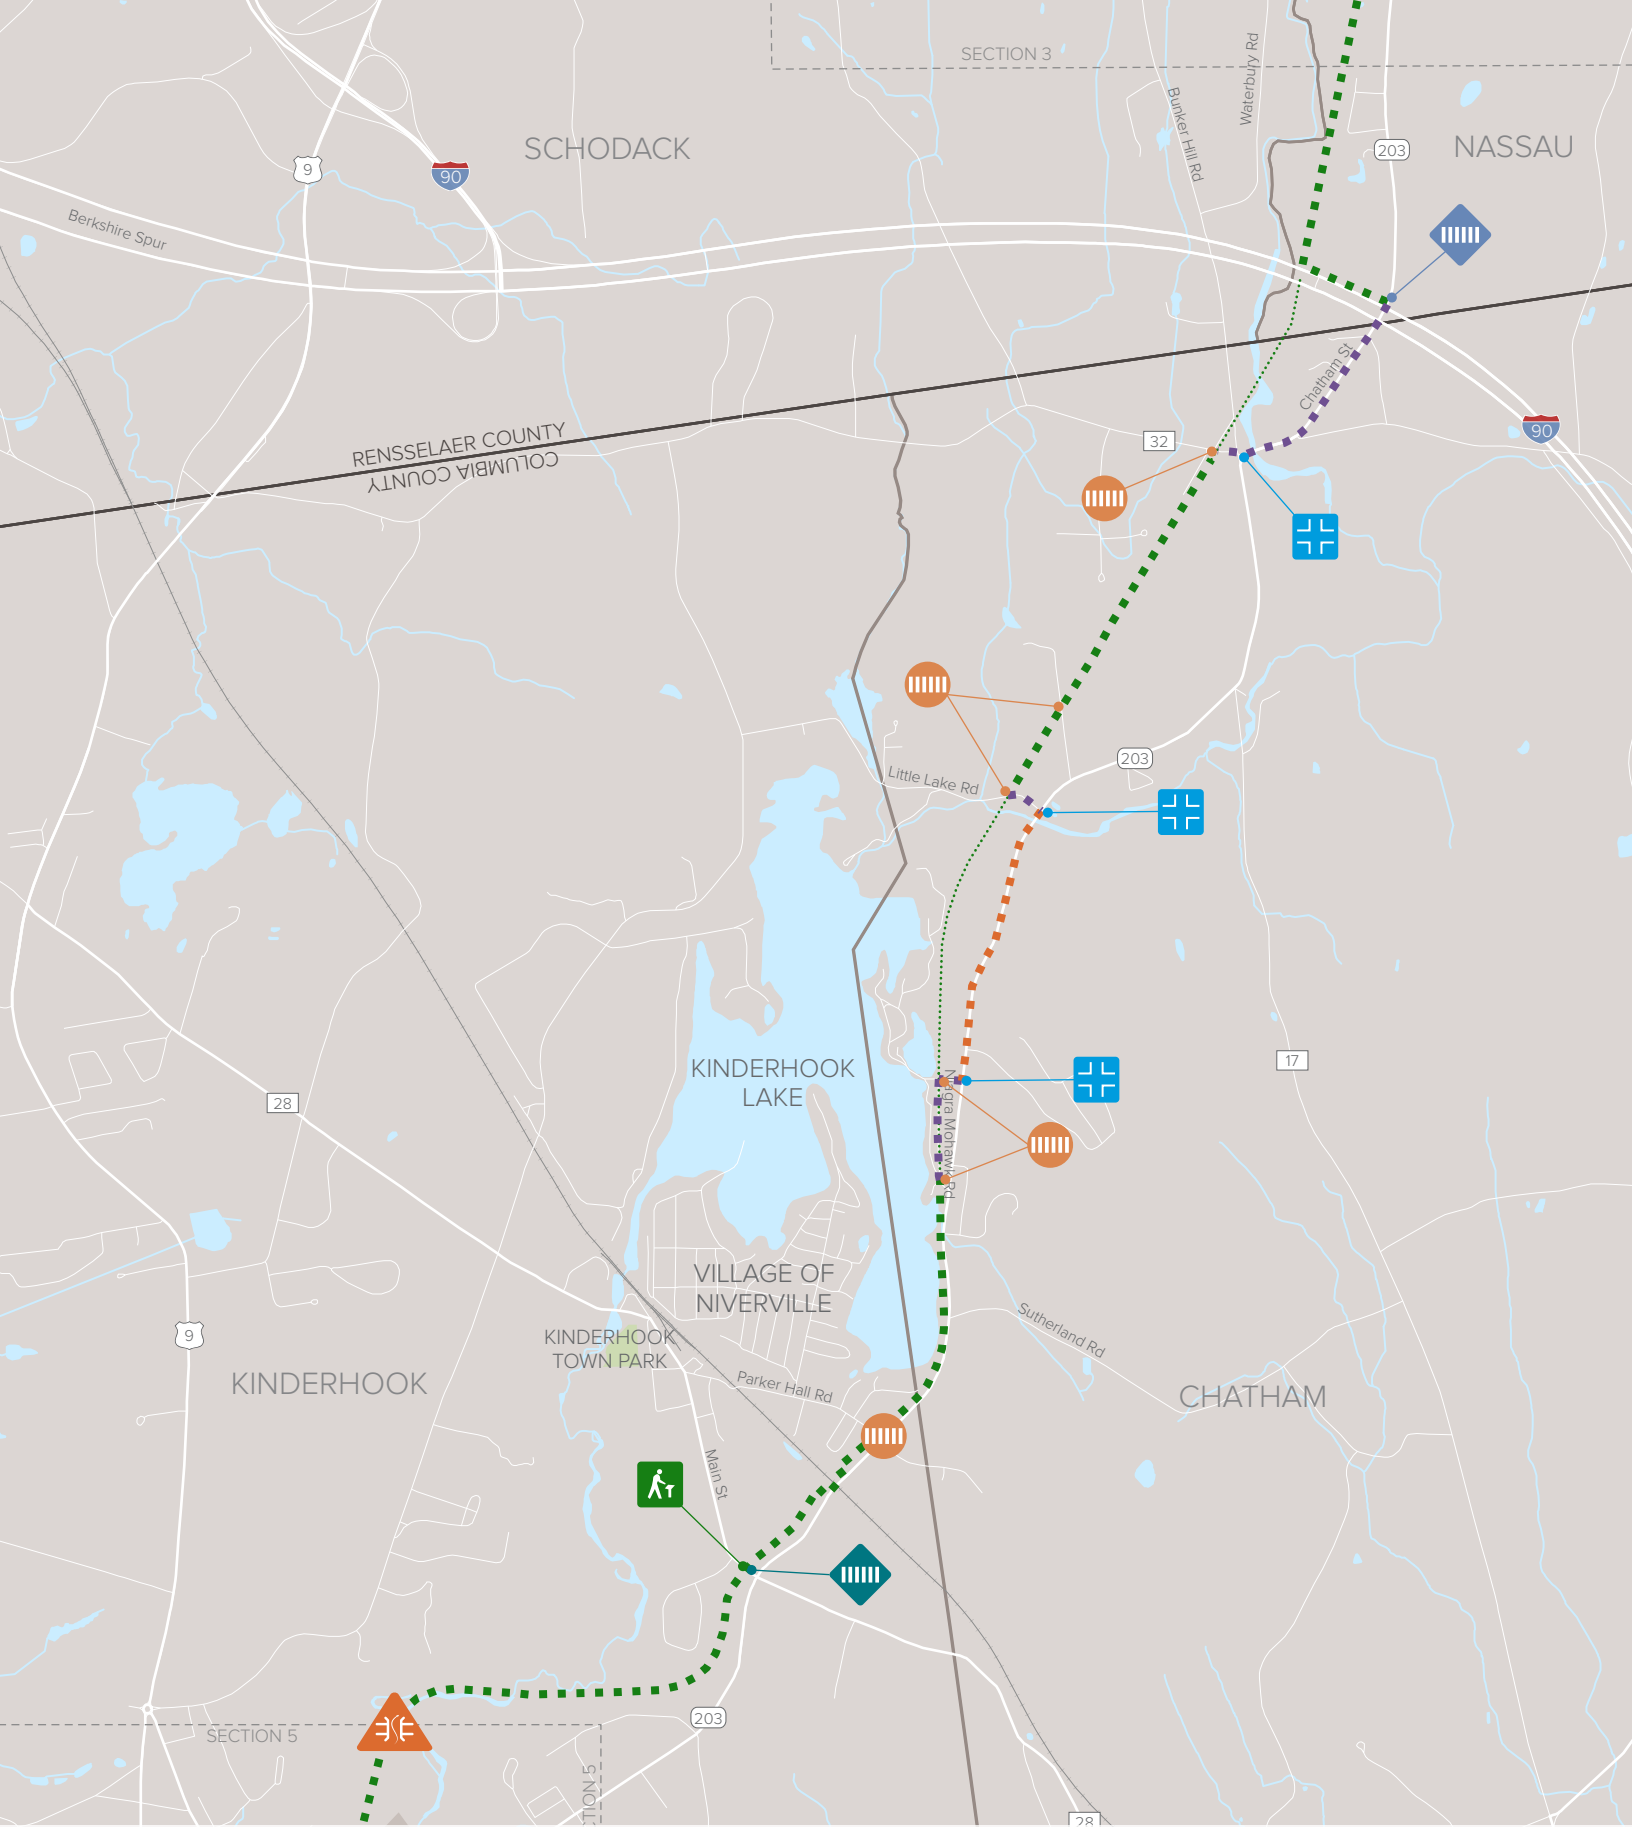 SECTION 3
Waterbury Rd
Bunker Hill Rd
SCHODACK
NASSAU
203
9
90
Berkshire Spur
Chatham St
90
RENSSELAER COUNTY
COLUMBIA COUNTY
32
203
Little Lake Rd
17
KINDERHOOK
LAKE
Niagra Mohawk Rd
28
VILLAGE OF
NIVERVILLE
Sutherland Rd
9
KINDERHOOK
TOWN PARK
KINDERHOOK
Parker Hall Rd
CHATHAM
Main St
203
SECTION 5
CTION 5
28